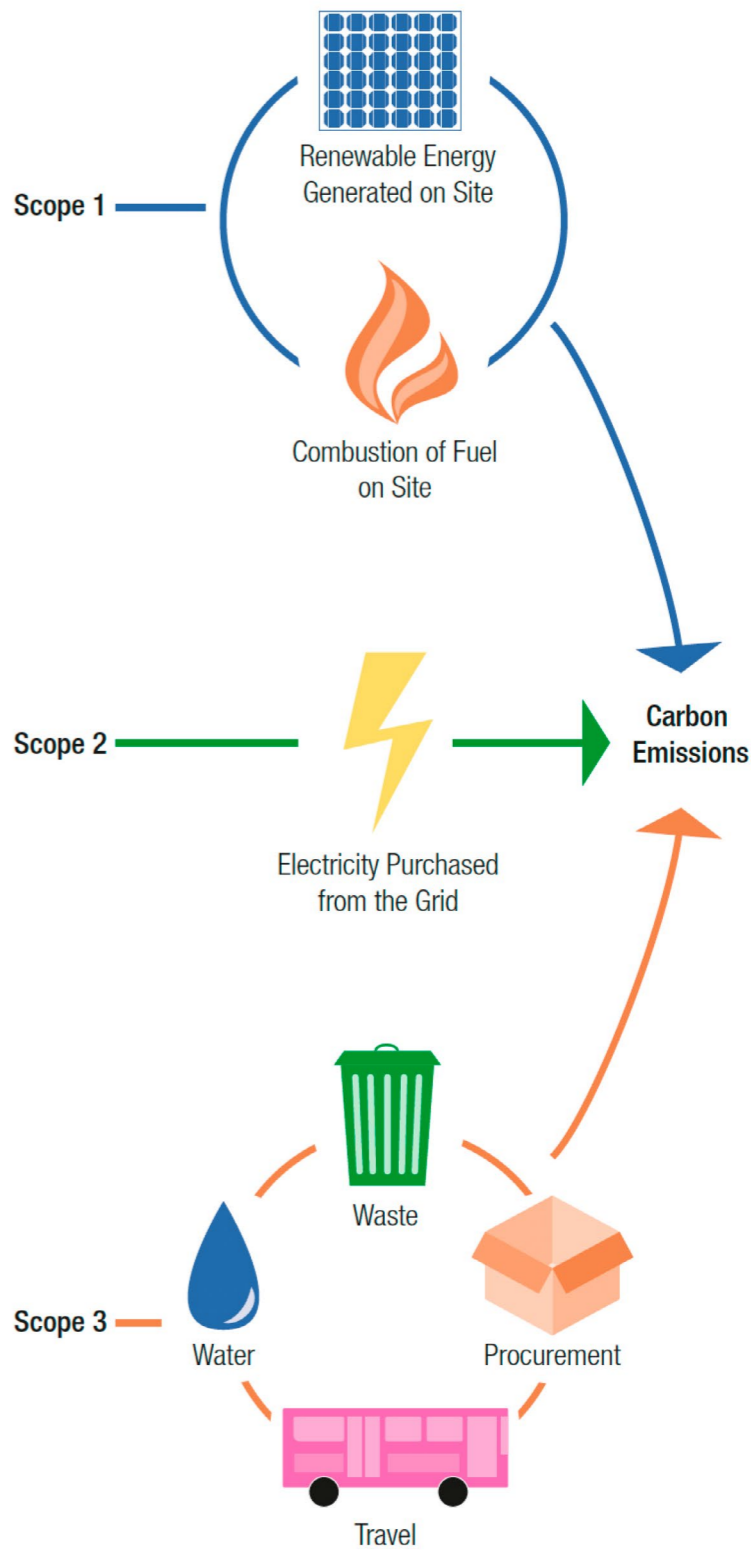 Renewable Energy
Generated on Site
Scope 1
Combustion of Fuel
on Site
Carbon
Emissions
Scope 2
Electricity Purchased
from the Grid
Waste
Scope 3
Water
Procurement
Travel